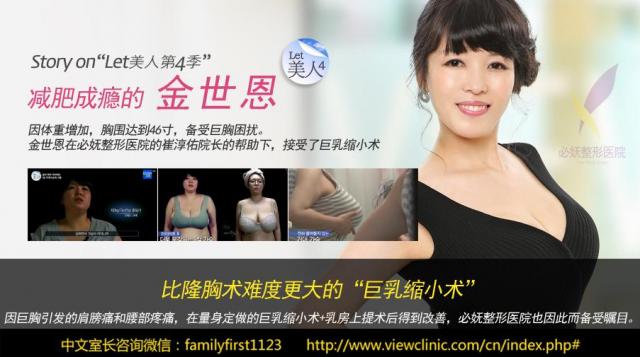 Story on“Let美人第4季”
Let
美人4
减肥成瘾的 金世恩
因体重增加，胸围达到46寸，备受巨胸困扰。
金世恩在必妩整形医院的崔淳佑院长的帮助下，接受了巨乳缩小术
必妩整形医院
比隆胸术难度更大的“巨乳缩小术”
因巨胸引发的肩膀痛和腰部疼痛，在量身定做的巨乳缩小术+乳房上提术后得到改善，必妩整形医院也因此而备受瞩目。
中文室长咨询微信：familyfirst1123 http://www.viewclinic.com/cn/index.php#